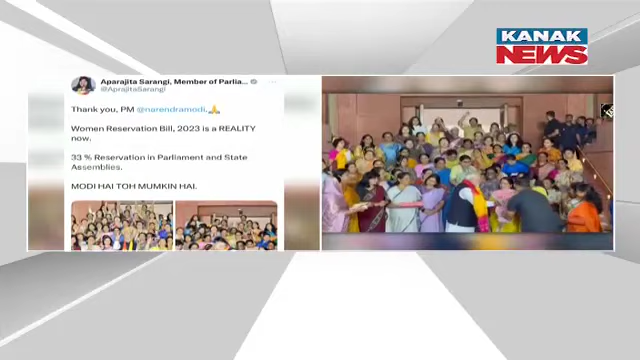 KANAK
NEWS
Aparajita Sarangi, Member of Parlia...
@AprajitaSarangi
Thank you, PM @narendramodi.🙏
Women Reservation Bill, 2023 is a REALITY
now.
33 % Reservation in Parliament and State
Assemblies.
MODI HAI TOH MUMKIN HAI.